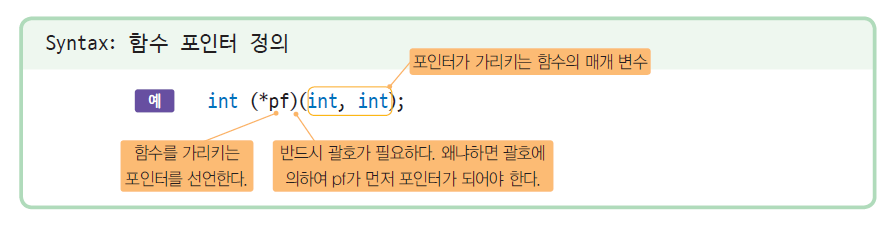 Syntax: 함수 포인터 정의
포인터가 가리키는 함수의 매개 변수
예 int (*pf)(int, int);
함수를 가리키는
포인터를 선언한다.
반드시 괄호가 필요하다. 왜냐하면 괄호에
의하여 pf가 먼저 포인터가 되어야 한다.